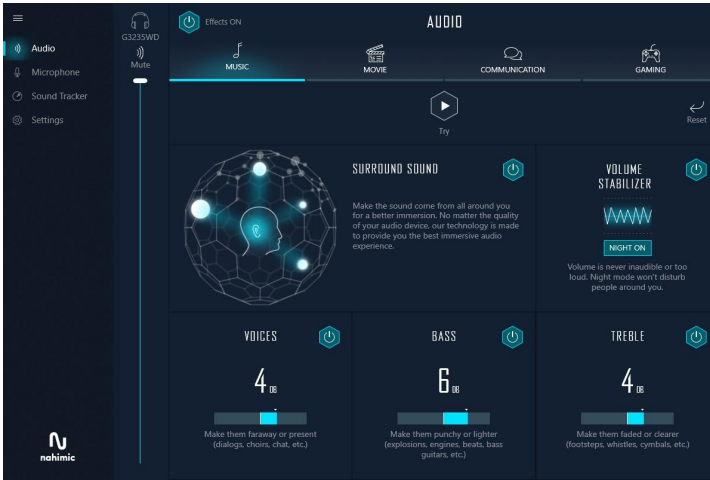 Audio
Microphone
Sound Tracker
Settings
nahimic
G3235WD
Mute
Effects ON
AUDIO
MUSIC
MOVIE
COMMUNICATION
GAMING
Try
Reset
SURROUND SOUND
Make the sound come from all around you
for a better immersion. No matter the quality
of your audio device, our technology is made
to provide you the best immersive audio
experience.
VOLUME
STABILIZER
NIGHT ON
Volume is never inaudible or too
loud. Night mode won't disturb
people around you.
VOICES
4 DB
Make them faraway or present
(dialogs, choirs, chat, etc.)
BASS
6 DB
Make them punchy or lighter
(explosions, engines, beats, bass
guitars, etc.)
TREBLE
4 DB
Make them faded or clearer
(footsteps, whistles, cymbals, etc.)